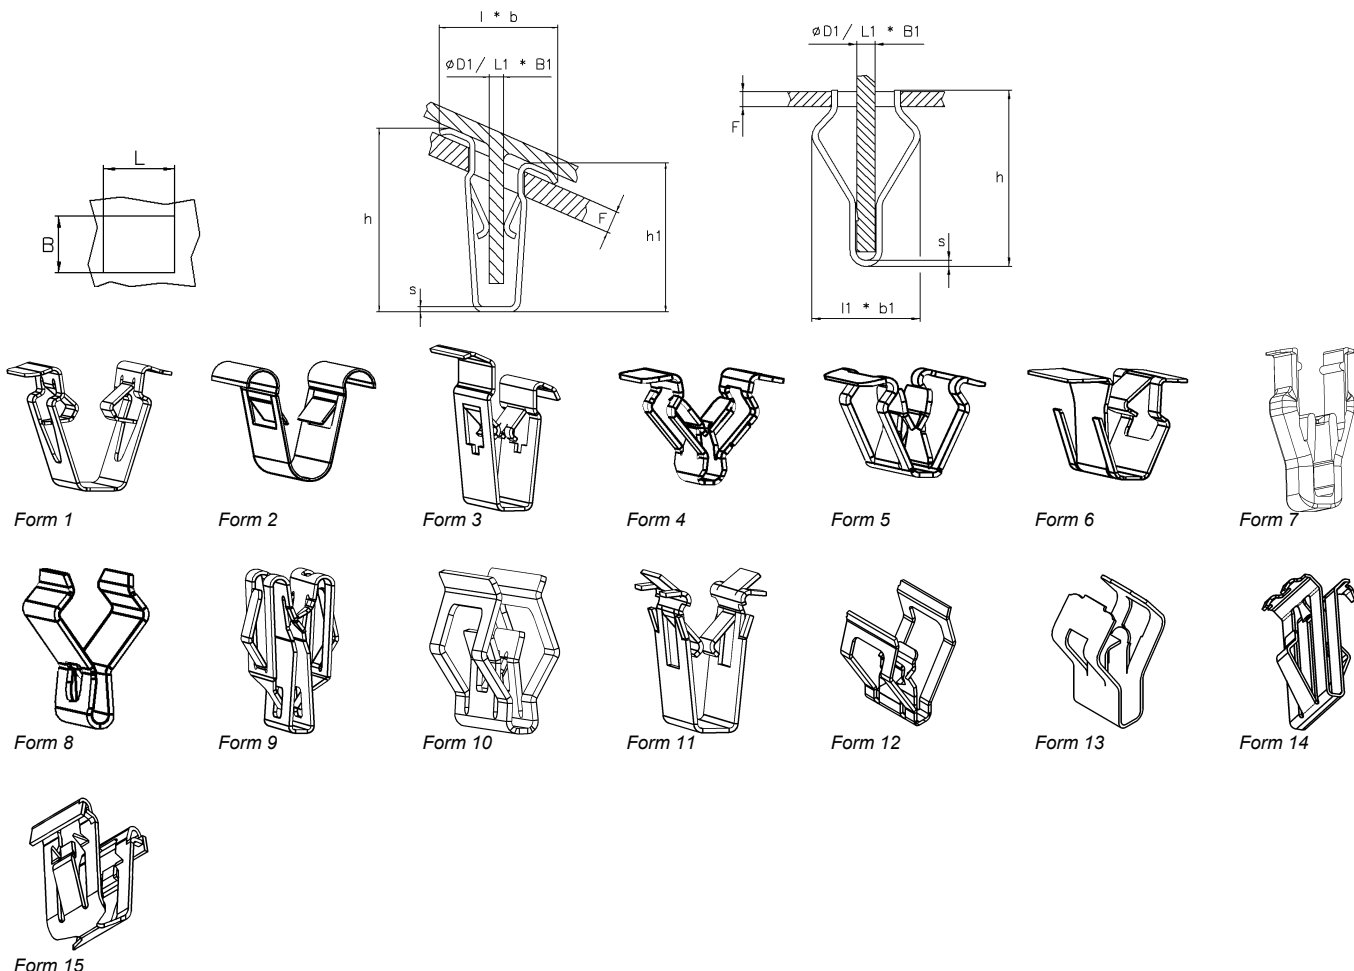 l * b
øD1/ L1 * B1
h
F
h1
s
L
B
øD1/ L1 * B1
F
h
s
l1 * b1
Form 1
Form 2
Form 3
Form 4
Form 5
Form 6
Form 7
Form 8
Form 9
Form 10
Form 11
Form 12
Form 13
Form 14
Form 15